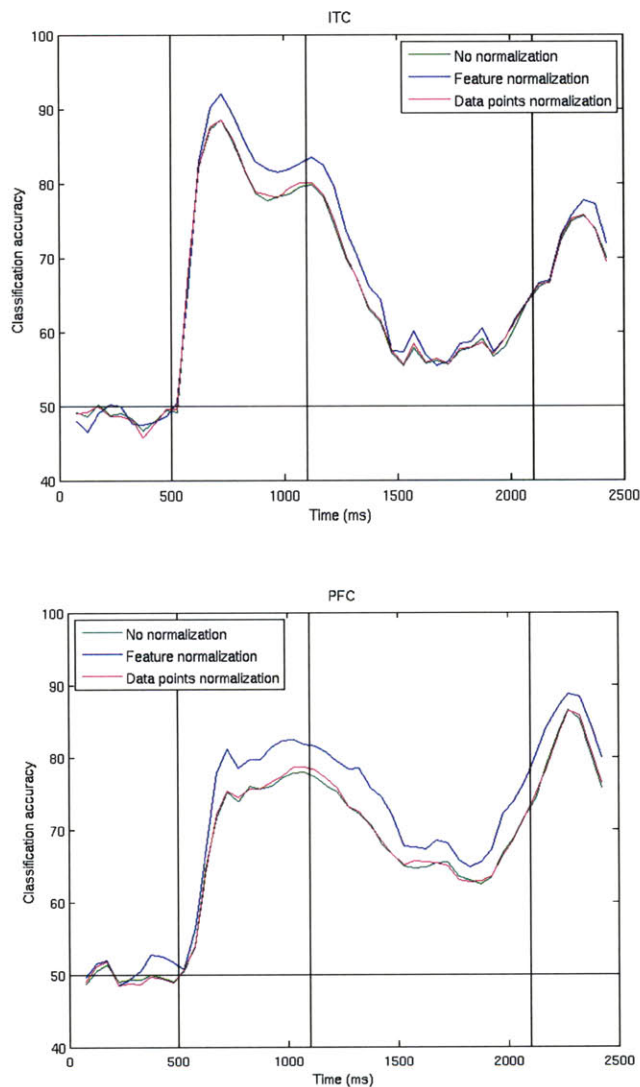 ITC
100
90
80
70
60
50
40
Classification accuracy
No normalization
Feature normalization
Data points normalization
0
500
1000
1500
2000
2500
Time (ms)
PFC
100
90
80
70
60
50
40
Classification accuracy
No normalization
Feature normalization
Data points normalization
0
500
1000
1500
2000
2500
Time (ms)